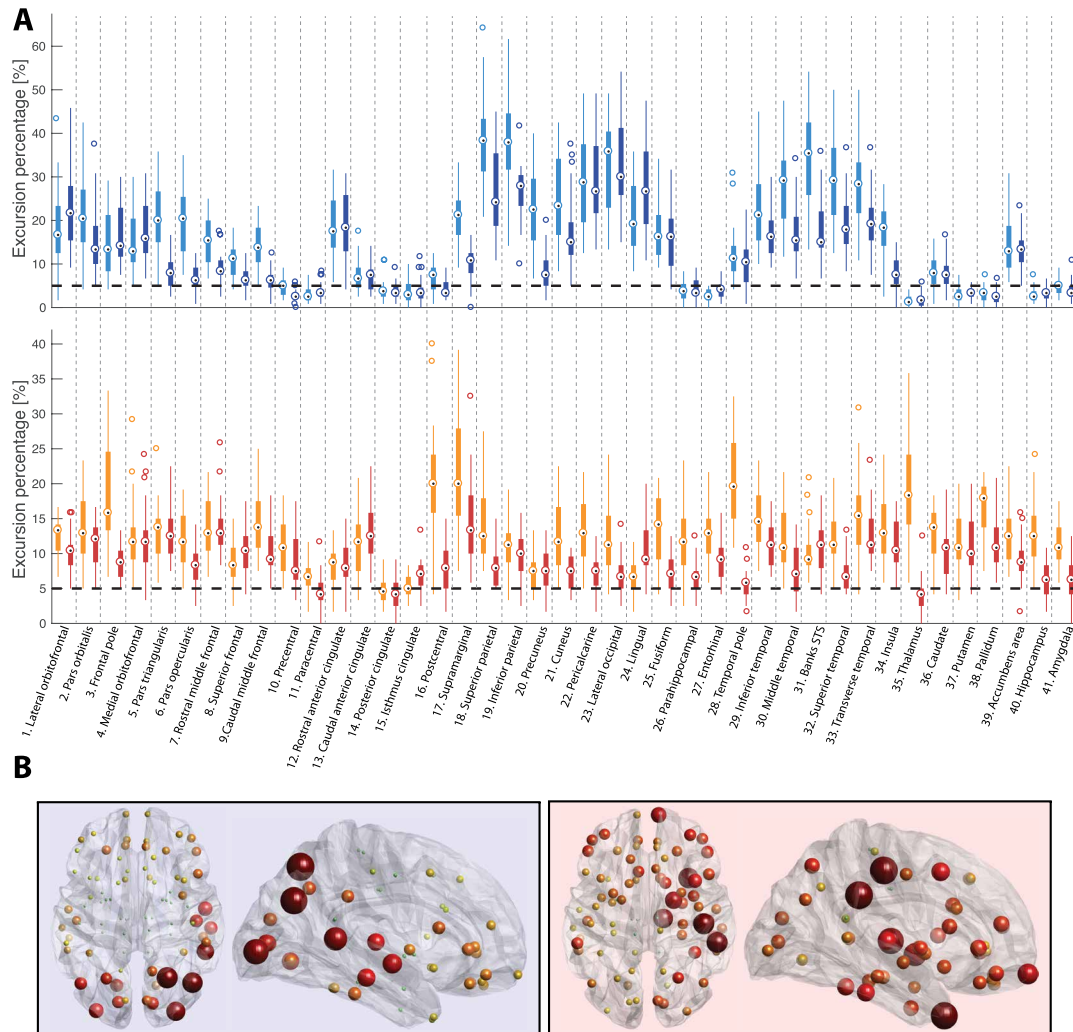 A
Excursion percentage [%]
60
50
40
30
20
10
0
Excursion percentage [%]
40
35
30
25
20
15
10
5
0
1. Lateral orbitofrontal
2. Pars orbitalis
3. Frontal pole
4. Medial orbitofrontal
5. Pars triangularis
6. Pars opercularis
7. Rostral middle frontal
8. Superior frontal
9.Caudal middle frontal
10. Precentral
11. Paracentral
12. Rostral anterior cingulate
13. Caudal anterior cingulate
14. Posterior cingulate
15. Isthmus cingulate
16. Postcentral
17. Supramarginal
18. Superior parietal
19. Inferior parietal
20. Precuneus
21. Cuneus
22. Pericalcarine
23. Lateral occipital
24. Lingual
25. Fusiform
26. Parahippocampal
27. Entorhinal
28. Temporal pole
29. Inferior temporal
30. Middle temporal
31. Banks STS
32. Superior temporal
33. Transverse temporal
34. Insula
35. Thalamus
36. Caudate
37. Putamen
38. Pallidum
39. Accumbens area
40. Hippocampus
41. Amygdala
B